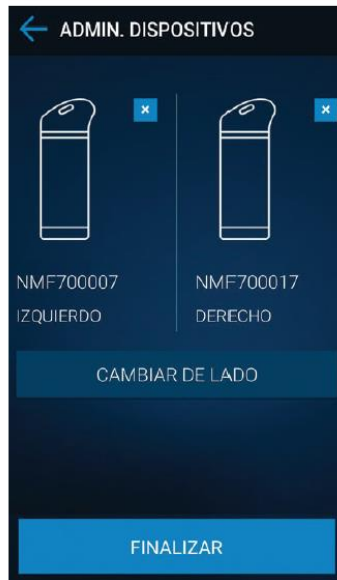 ADMIN. DISPOSITIVOS
NMF700007
IZQUIERDO
NMF700017
DERECHO
CAMBIAR DE LADO
FINALIZAR